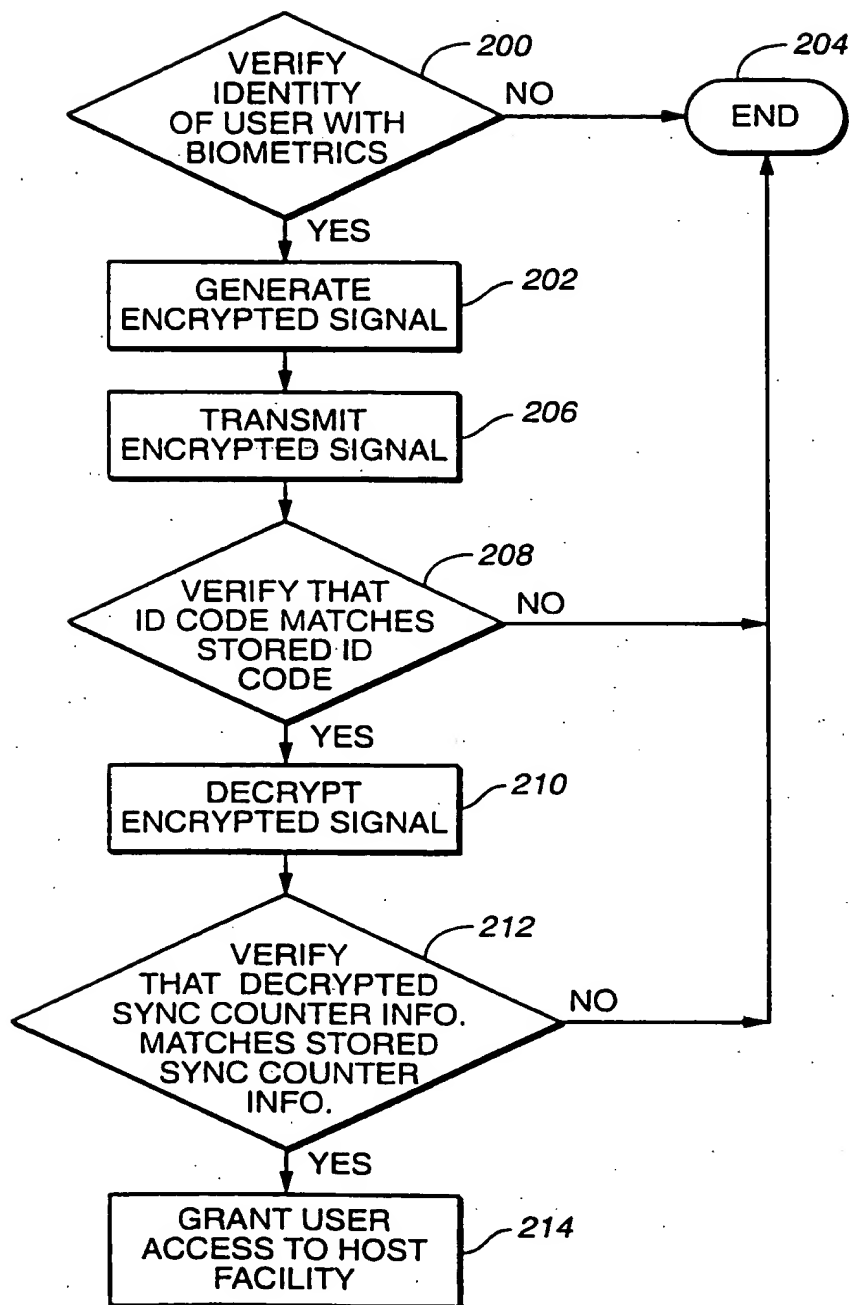 200
VERIFY
IDENTITY
OF USER WITH
BIOMETRICS
NO
204
END
YES
GENERATE
ENCRYPTED SIGNAL
202
TRANSMIT
ENCRYPTED SIGNAL
206
208
VERIFY THAT
ID CODE MATCHES
STORED ID
CODE
NO
YES
DECRYPT
ENCRYPTED SIGNAL
210
212
VERIFY
THAT DECRYPTED
SYNC COUNTER INFO.
MATCHES STORED
SYNC COUNTER
INFO.
NO
YES
GRANT USER
ACCESS TO HOST
FACILITY
214